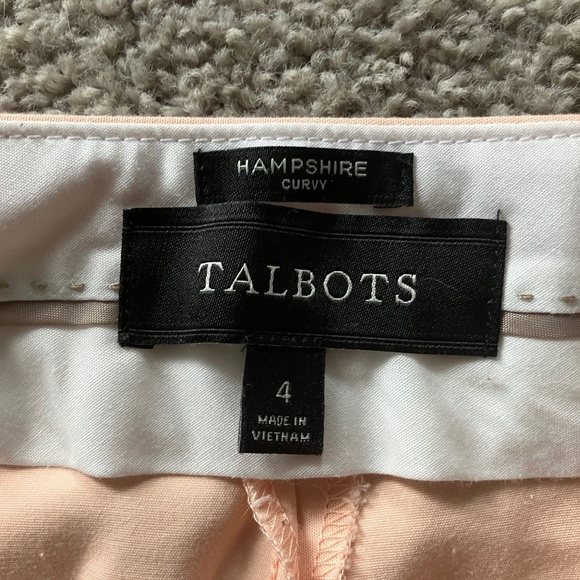 HAMPSHIRE
CURVY
TALBOTS
4
MADE IN
VIETNAM